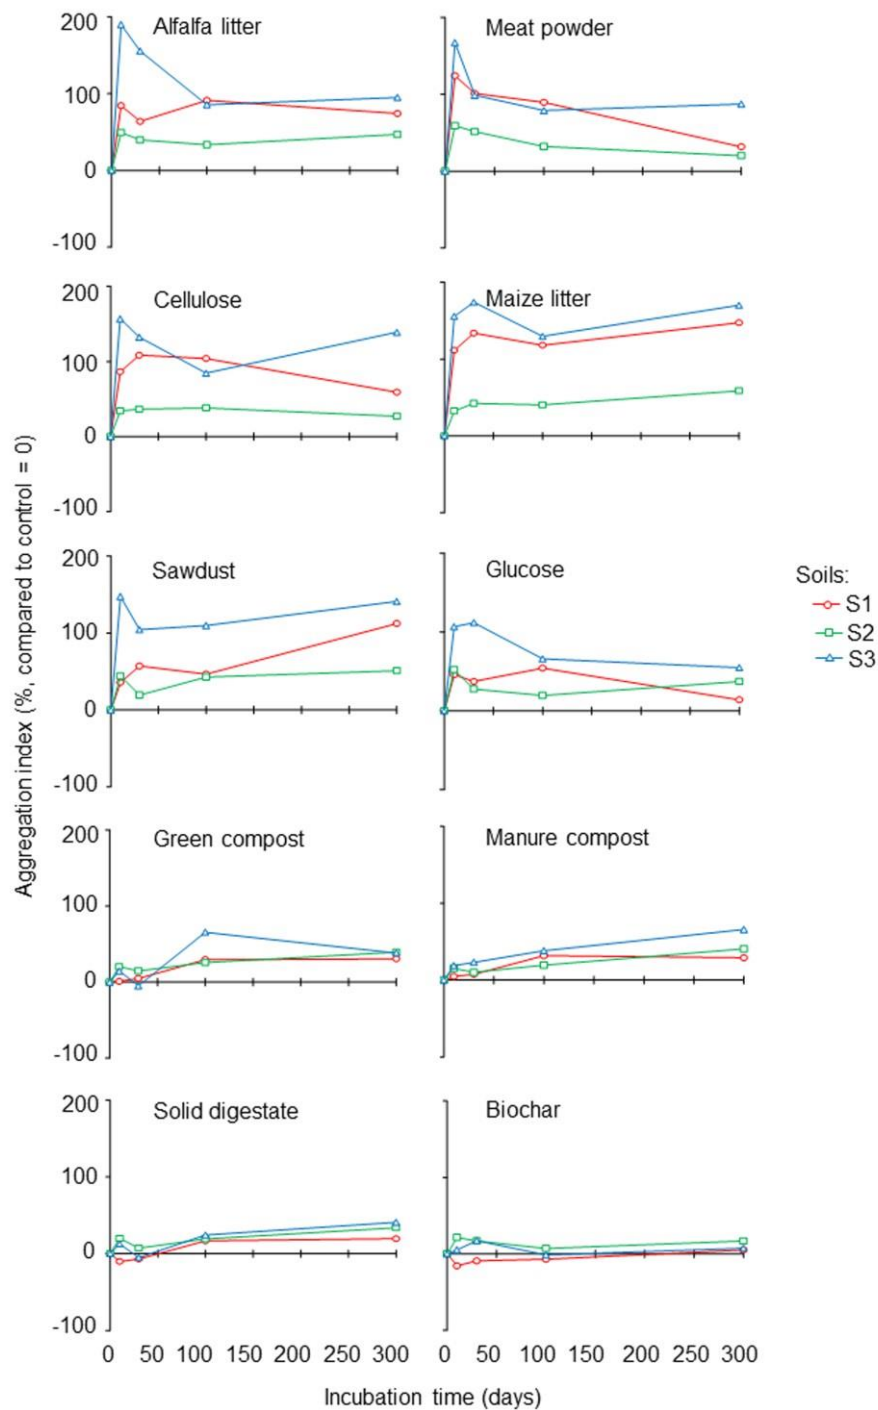 Alfalfa litter
Meat powder
200
100
0
-100
Cellulose
Maize litter
200
100
0
-100
Sawdust
Glucose
200
100
0
-100
Green compost
Manure compost
200
100
0
-100
Solid digestate
Biochar
200
100
0
-100
0 50 100 150 200 250 300
0 50 100 150 200 250 300
Incubation time (days)
Aggregation index (%, compared to control = 0)
Soils:
S1
S2
S3